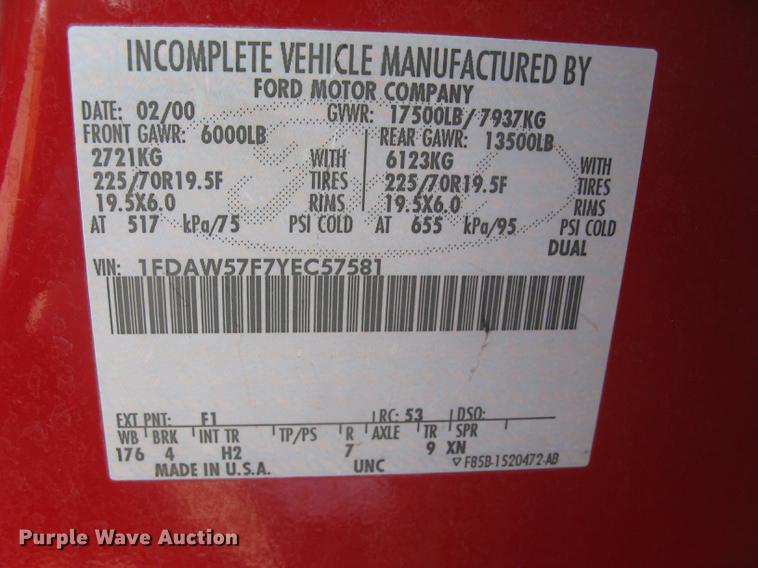 INCOMPLETE VEHICLE MANUFACTURED BY
FORD MOTOR COMPANY
DATE: 02/00 GVWR: 17500LB/ 7937KG
FRONT GAWR: 6000LB REAR GAWR: 13500LB
2721KG WITH 6123KG WITH
225/70R19.5F TIRES 225/70R19.5F TIRES
19.5X6.0 RIMS 19.5X6.0 RIMS
AT 517 kPa/75 PSI COLD AT 655 kPa/95 PSI COLD
DUAL
VIN: 1FDAW57F7YEC57581
EXT PNT: F1 RC: 53 DSO:
WB BRK INT TR TP/PS R AXLE TR SPR
176 4 H2 7 9 XN
MADE IN U.S.A. UNC F85B-1520472-AB
Purple Wave Auction